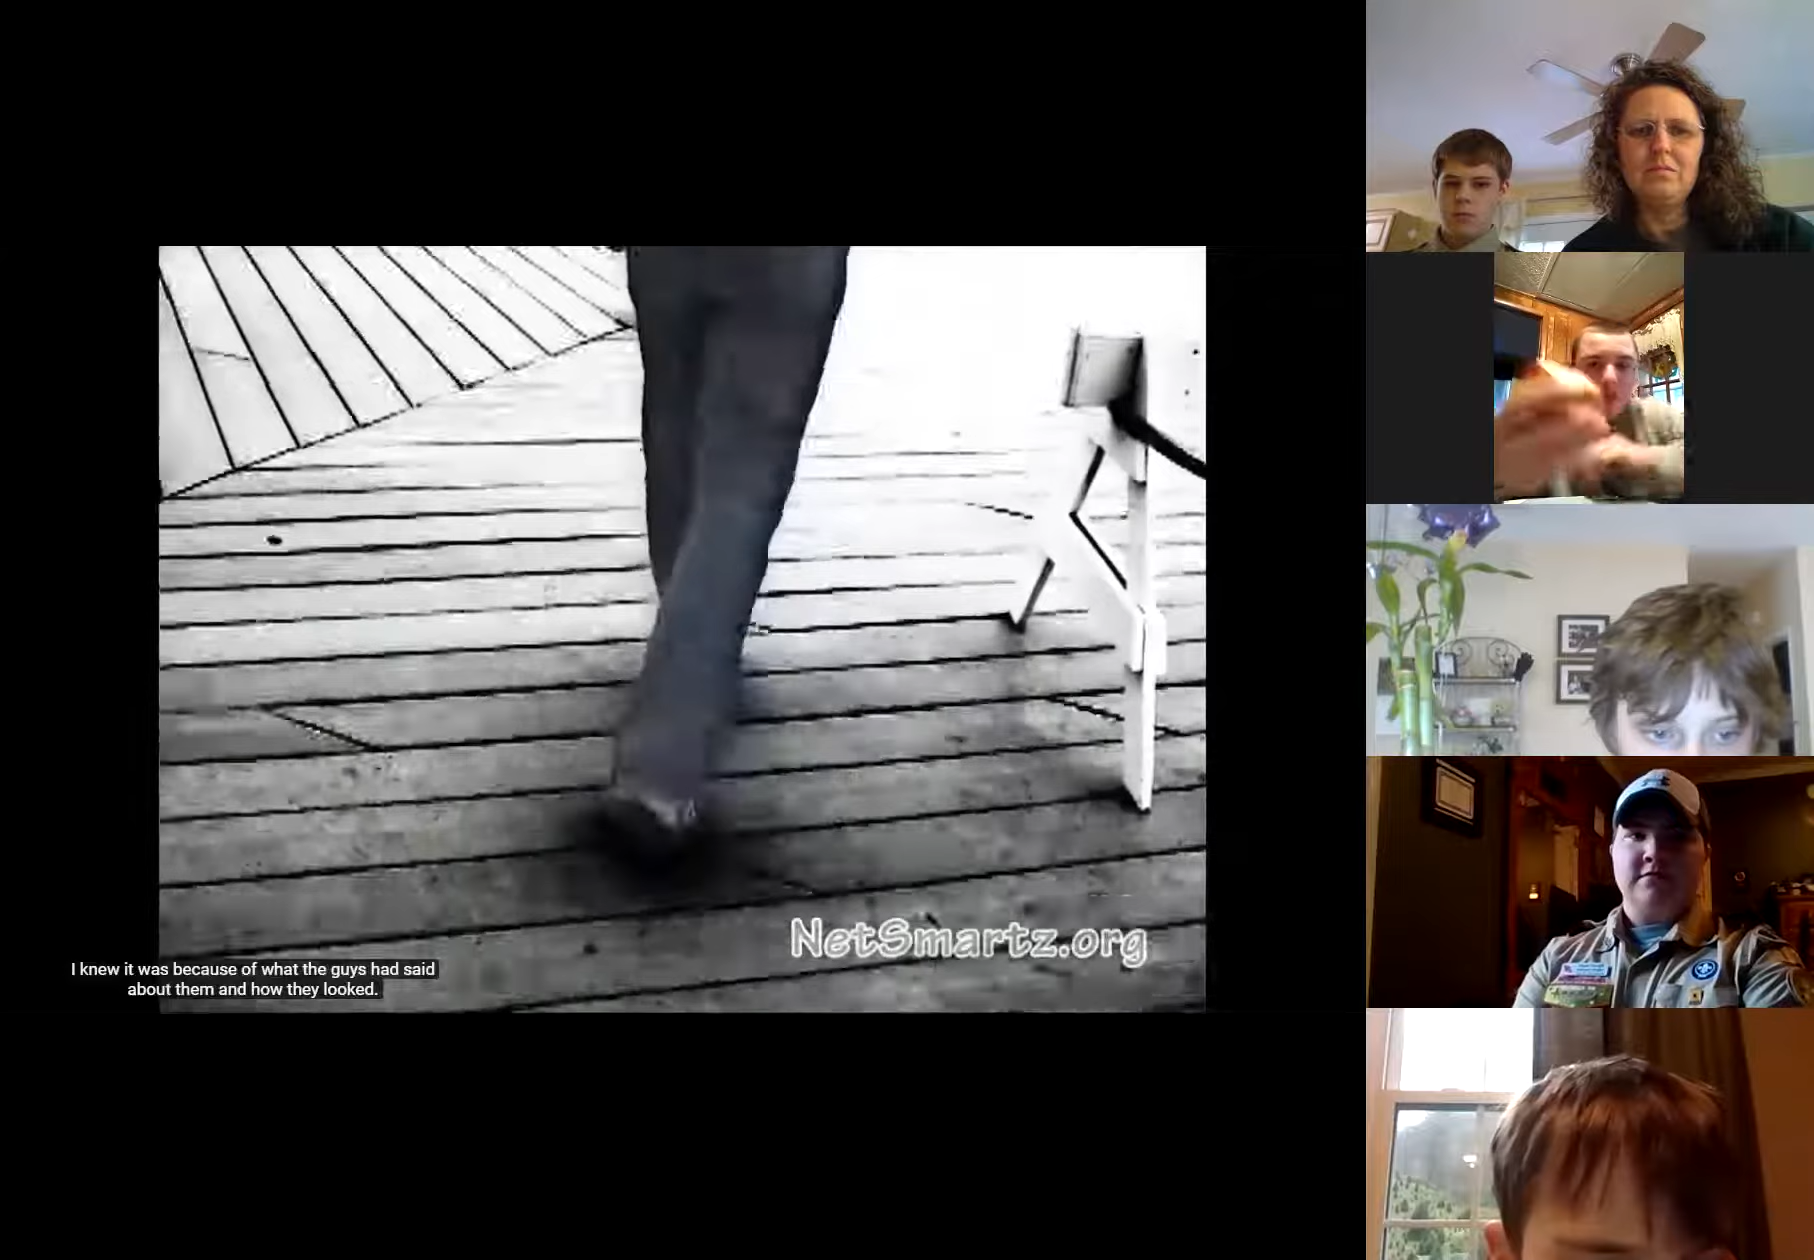 NetSmartz.org
I knew it was because of what the guys had said
about them and how they looked.